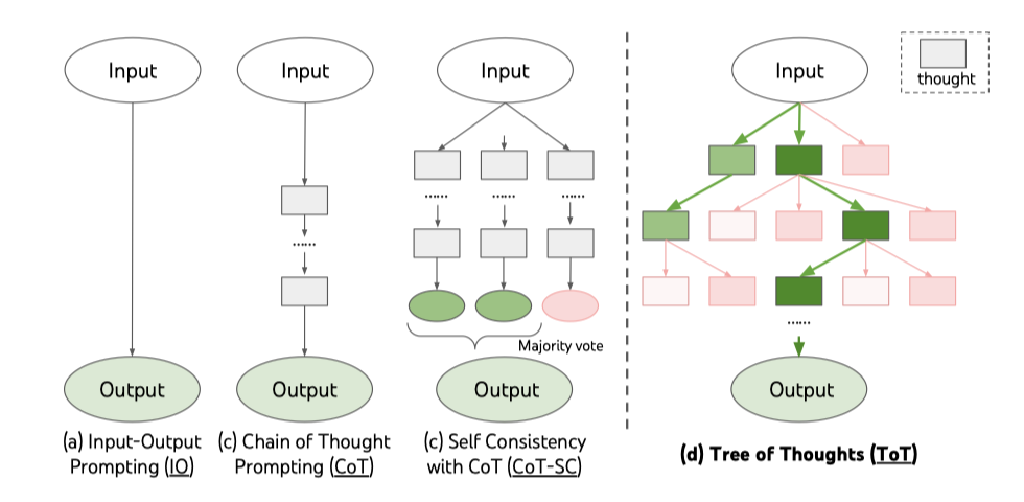 Input
Input
Input
Input
thought
......
......
......
......
......
Majority vote
Output
Output
Output
Output
(a) Input-Output
Prompting (IO)
(c) Chain of Thought
Prompting (CoT)
(c) Self Consistency
with CoT (CoT-SC)
(d) Tree of Thoughts (ToT)